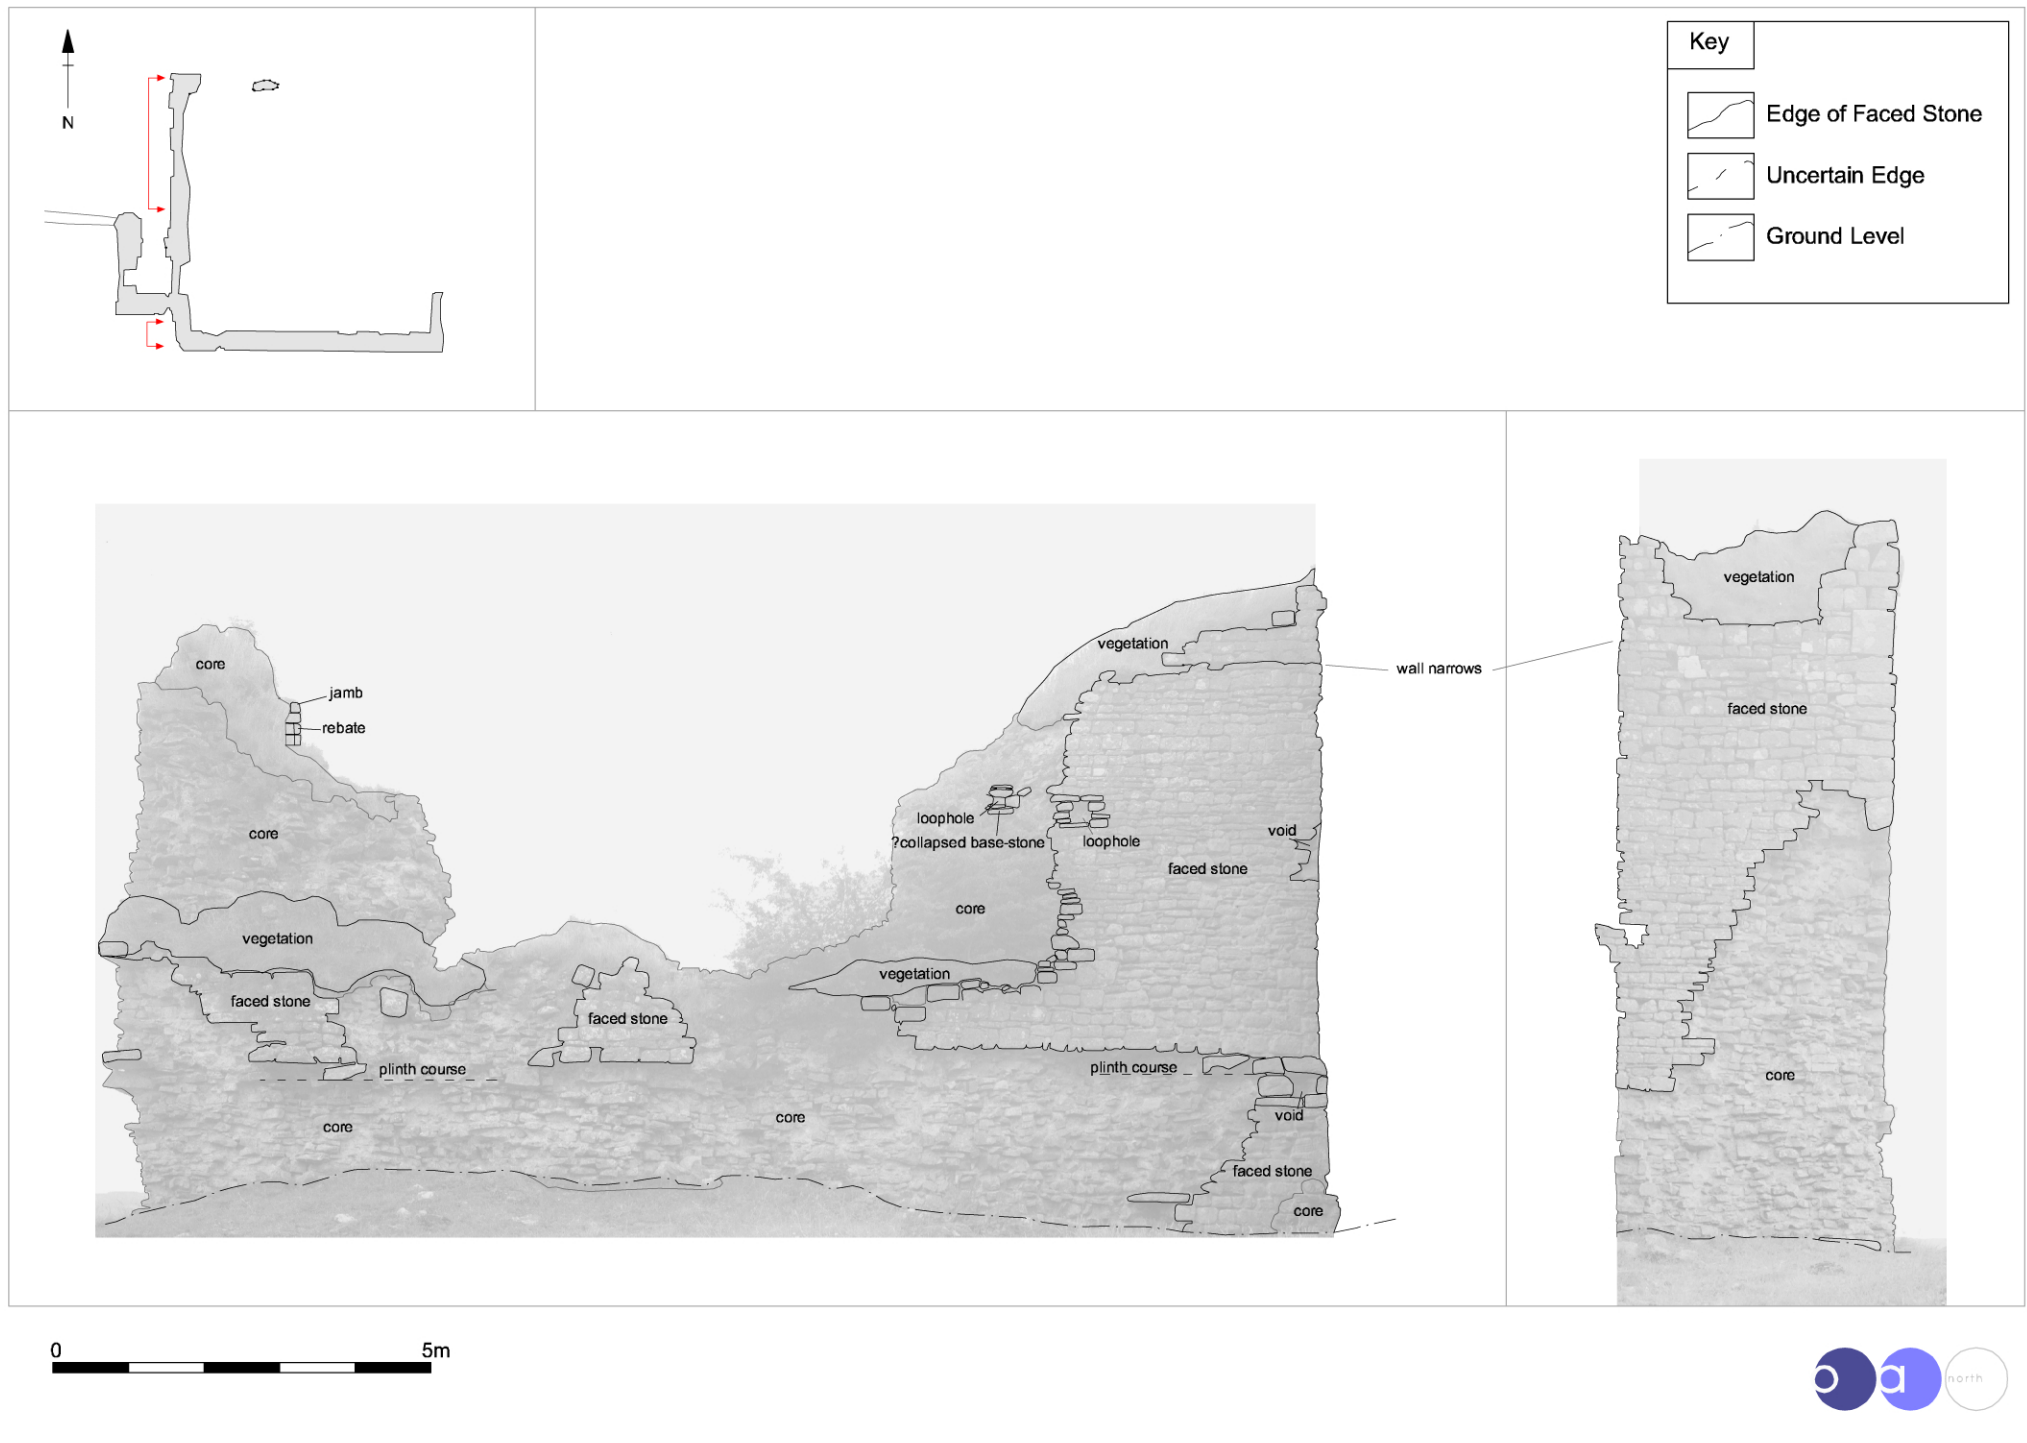 N
Key
Edge of Faced Stone
Uncertain Edge
Ground Level
core
jamb
rebate
core
vegetation
faced stone
plinth course
core
faced stone
core
vegetation
loophole
?collapsed base-stone
loophole
core
vegetation
void
faced stone
plinth course
void
faced stone
core
wall narrows
vegetation
faced stone
core
0
5m
oa north